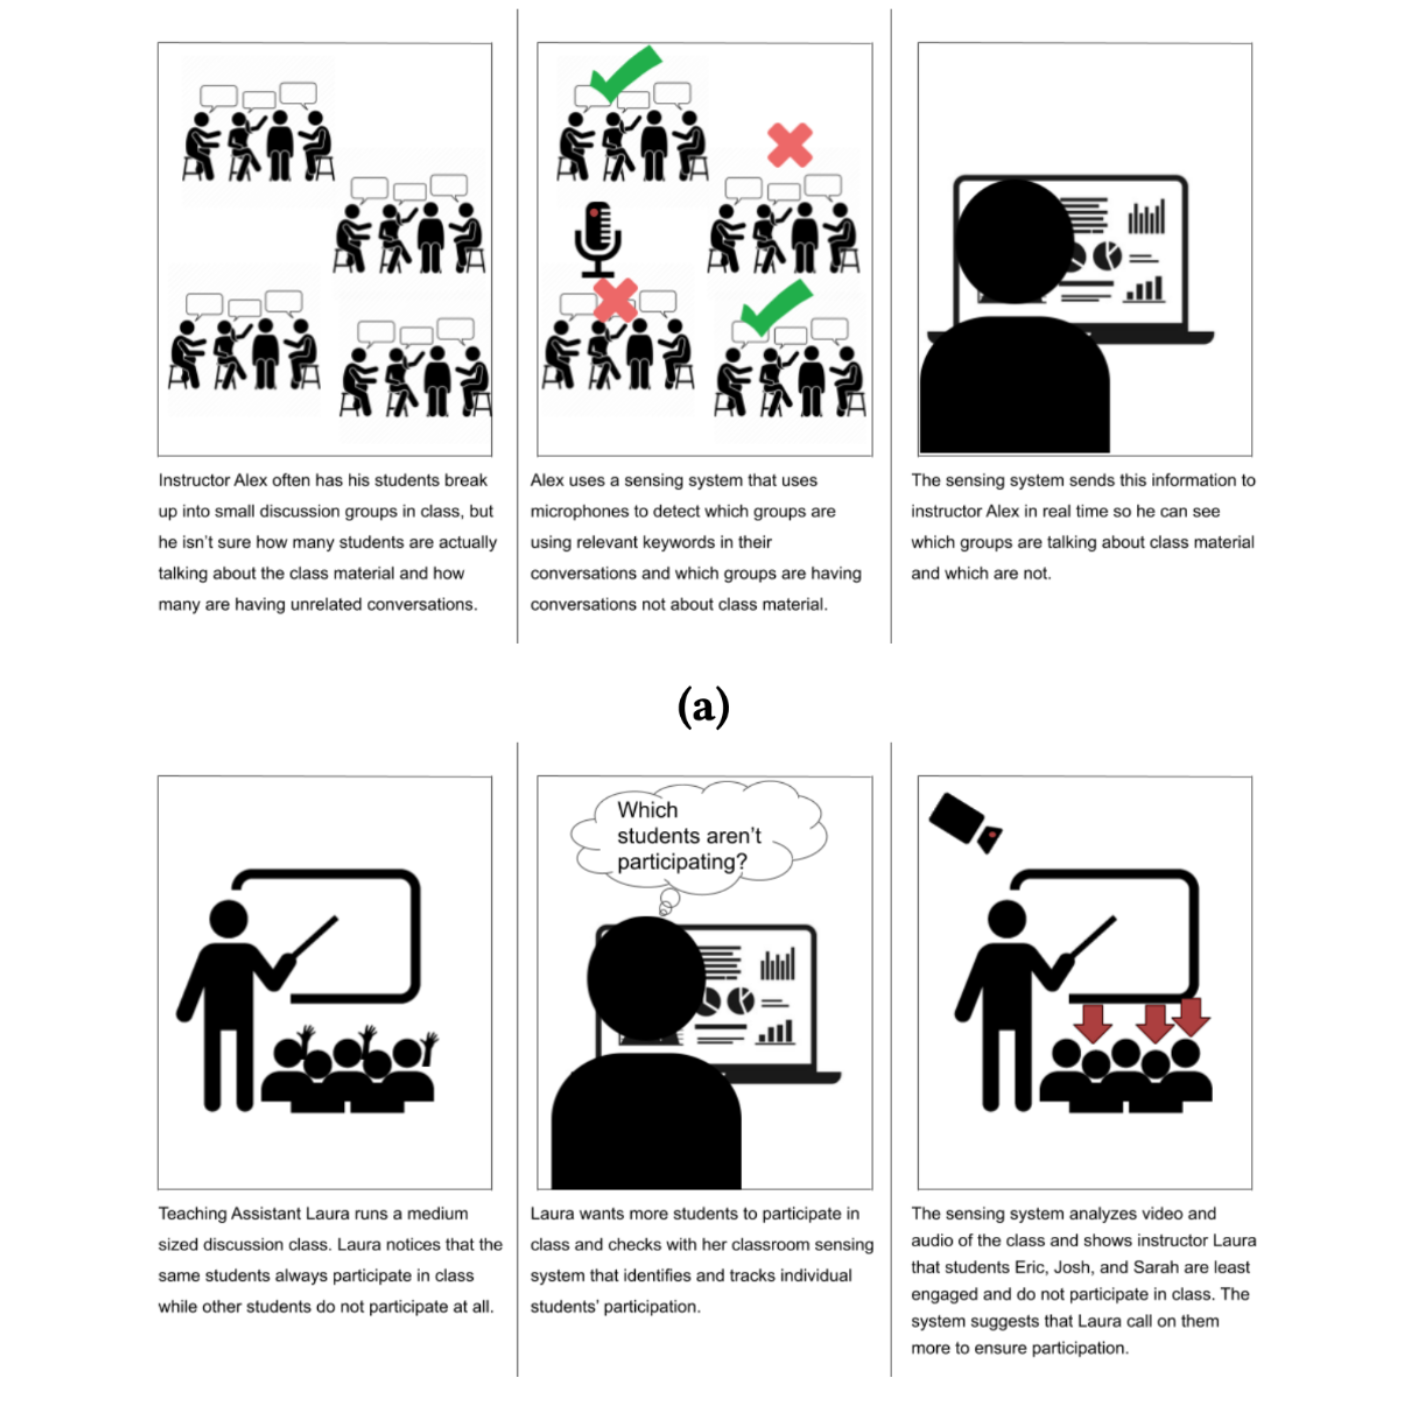 Instructor Alex often has his students break
up into small discussion groups in class, but
he isn't sure how many students are actually
talking about the class material and how
many are having unrelated conversations.
Alex uses a sensing system that uses
microphones to detect which groups are
using relevant keywords in their
conversations and which groups are having
conversations not about class material.
The sensing system sends this information to
instructor Alex in real time so he can see
which groups are talking about class material
and which are not.
(a)
Which
students aren't
participating?
Teaching Assistant Laura runs a medium
sized discussion class. Laura notices that the
same students always participate in class
while other students do not participate at all.
Laura wants more students to participate in
class and checks with her classroom sensing
system that identifies and tracks individual
students' participation.
The sensing system analyzes video and
audio of the class and shows instructor Laura
that students Eric, Josh, and Sarah are least
engaged and do not participate in class. The
system suggests that Laura call on them
more to ensure participation.